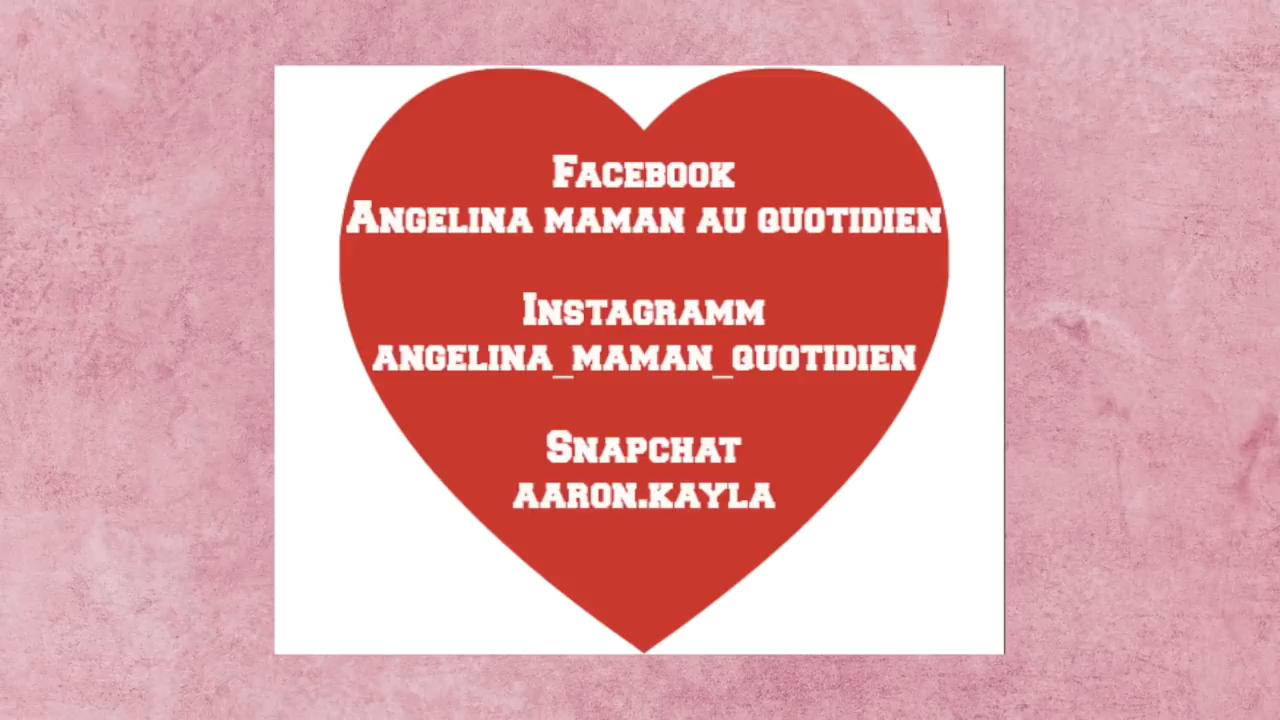 Facebook
Angelina maman au quotidien
Instagramm
angelina_maman_quotidien
Snapchat
aaron.kayla